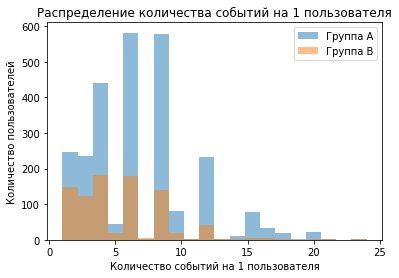 Распределение количества событий на 1 пользователя
Группа A
Группа B
Количество пользователей
600
500
400
300
200
100
0
0
5
10
15
20
25
Количество событий на 1 пользователя